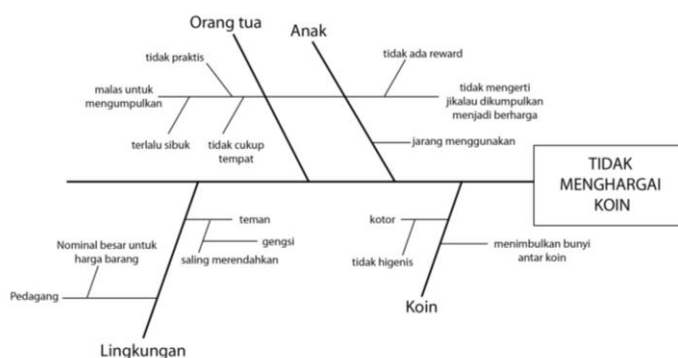 Orang tua
Anak
tidak praktis
tidak ada reward
malas untuk
mengumpulkan
tidak mengerti
jikalau dikumpulkan
menjadi berharga
terlalu sibuk
tidak cukup
tempat
jarang menggunakan
TIDAK
MENGHARGAI
KOIN
teman
gengsi
saling merendahkan
Nominal besar untuk
harga barang
Pedagang
Lingkungan
kotor
tidak higenis
menimbulkan bunyi
antar koin
Koin